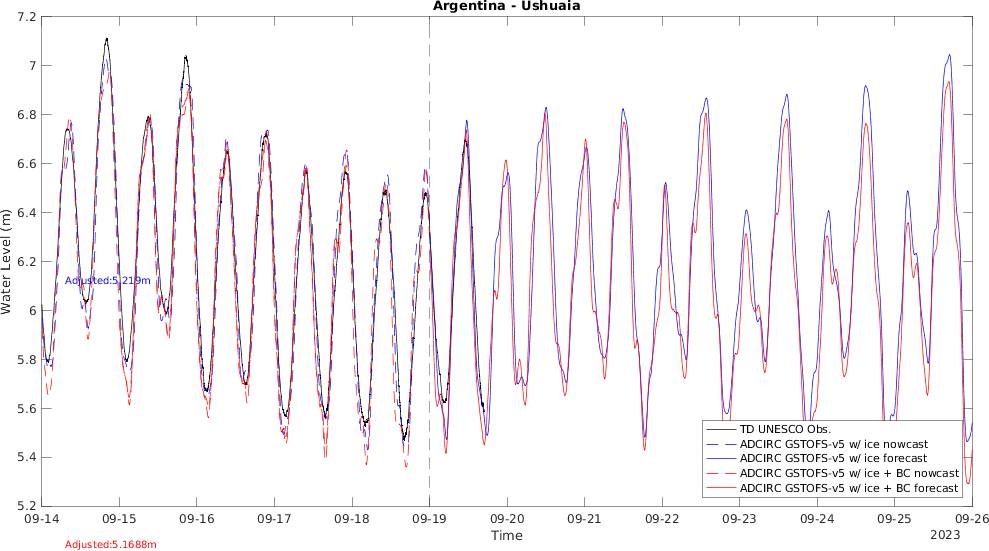 Argentina - Ushuaia
7.2
7
6.8
6.6
6.4
6.2
6
5.8
5.6
5.4
5.2
Water Level (m)
Adjusted:5.219m
TD UNESCO Obs.
ADCIRC GSTOFS-v5 w/ ice nowcast
ADCIRC GSTOFS-v5 w/ ice forecast
ADCIRC GSTOFS-v5 w/ ice + BC nowcast
ADCIRC GSTOFS-v5 w/ ice + BC forecast
09-14 09-15 09-16 09-17 09-18 09-19 09-20 09-21 09-22 09-23 09-24 09-25 09-26
Time
2023
Adjusted:5.1688m